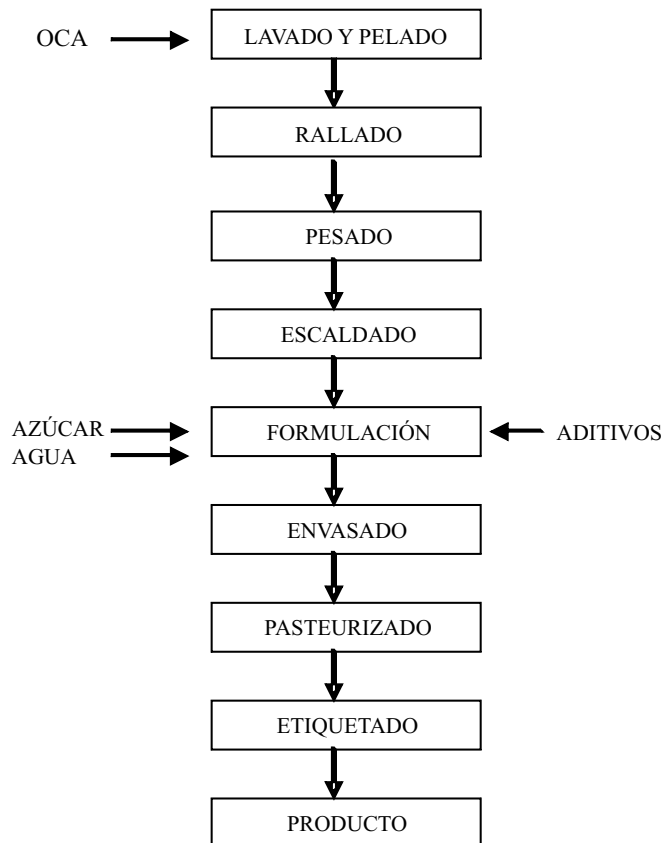 OCA
LAVADO Y PELADO
RALLADO
PESADO
ESCALDADO
AZÚCAR
AGUA
FORMULACIÓN
ADITIVOS
ENVASADO
PASTEURIZADO
ETIQUETADO
PRODUCTO